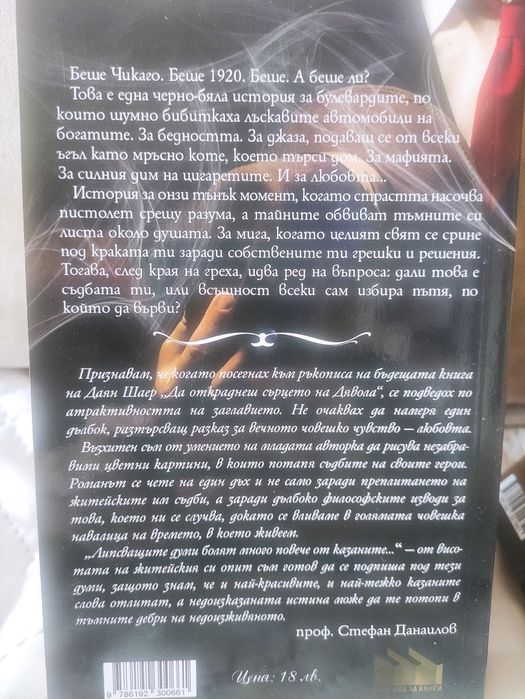 Беше Чикаго. Беше 1920. Беше. А беше ли?
Това е една черно-бяла история за булевардите, по
които шумно бибиткаха лъскавите автомобили на
богатите. За бедността. За джаза, подаващ се от всеки
ъгъл като мръсно коте, което търси дом. За мафията.
За силния дим на цигаретите. И за любовта...
История за онзи тънък момент, когато страстта насочва
пистолет срещу разума, а тайните обвиват тъмните си
листа около душата. За мига, когато целият свят се срине
под краката ти заради собствените ти грешки и решения.
Тогава, след края на греха, идва ред на въпроса: дали това е
съдбата ти, или всъщност всеки сам избира пътя, по
който да върви?
Признавам, че когато посегнах към ръкописа на бъдещата книга
на Даян Шаер „Да откраднеш сърцето на Дявола“, се подведох по
атрактивността на заглавието. Не очаквах да намеря един
дълбок, разтърсващ разказ за вечното човешко чувство – любовта.
Възхитен съм от умението на младата авторка да рисува незабра-
вими цветни картини, в които потапя съдбите на своите герои.
Романът се чете на един дъх и не само заради преплитането на
житейските им съдби, а заради дълбоко философските изводи за
това, което ни се случва, докато се вливаме в голямата човешка
навалица на времето, в което живеем.
„Липсващите думи болят много повече от казаните...“ – от висо-
тата на житейския си опит съм готов да се подпиша под тези
думи, защото знам, че и най-красивите, и най-тежко казаните
слова отлитат, а недоизказаната истина може да те потопи в
тъмните дебри на неизживяното.
проф. Стефан Данаилов
9 786192 300661
Цена: 18 лв.
ФАБРИКА ЗА КНИГИ